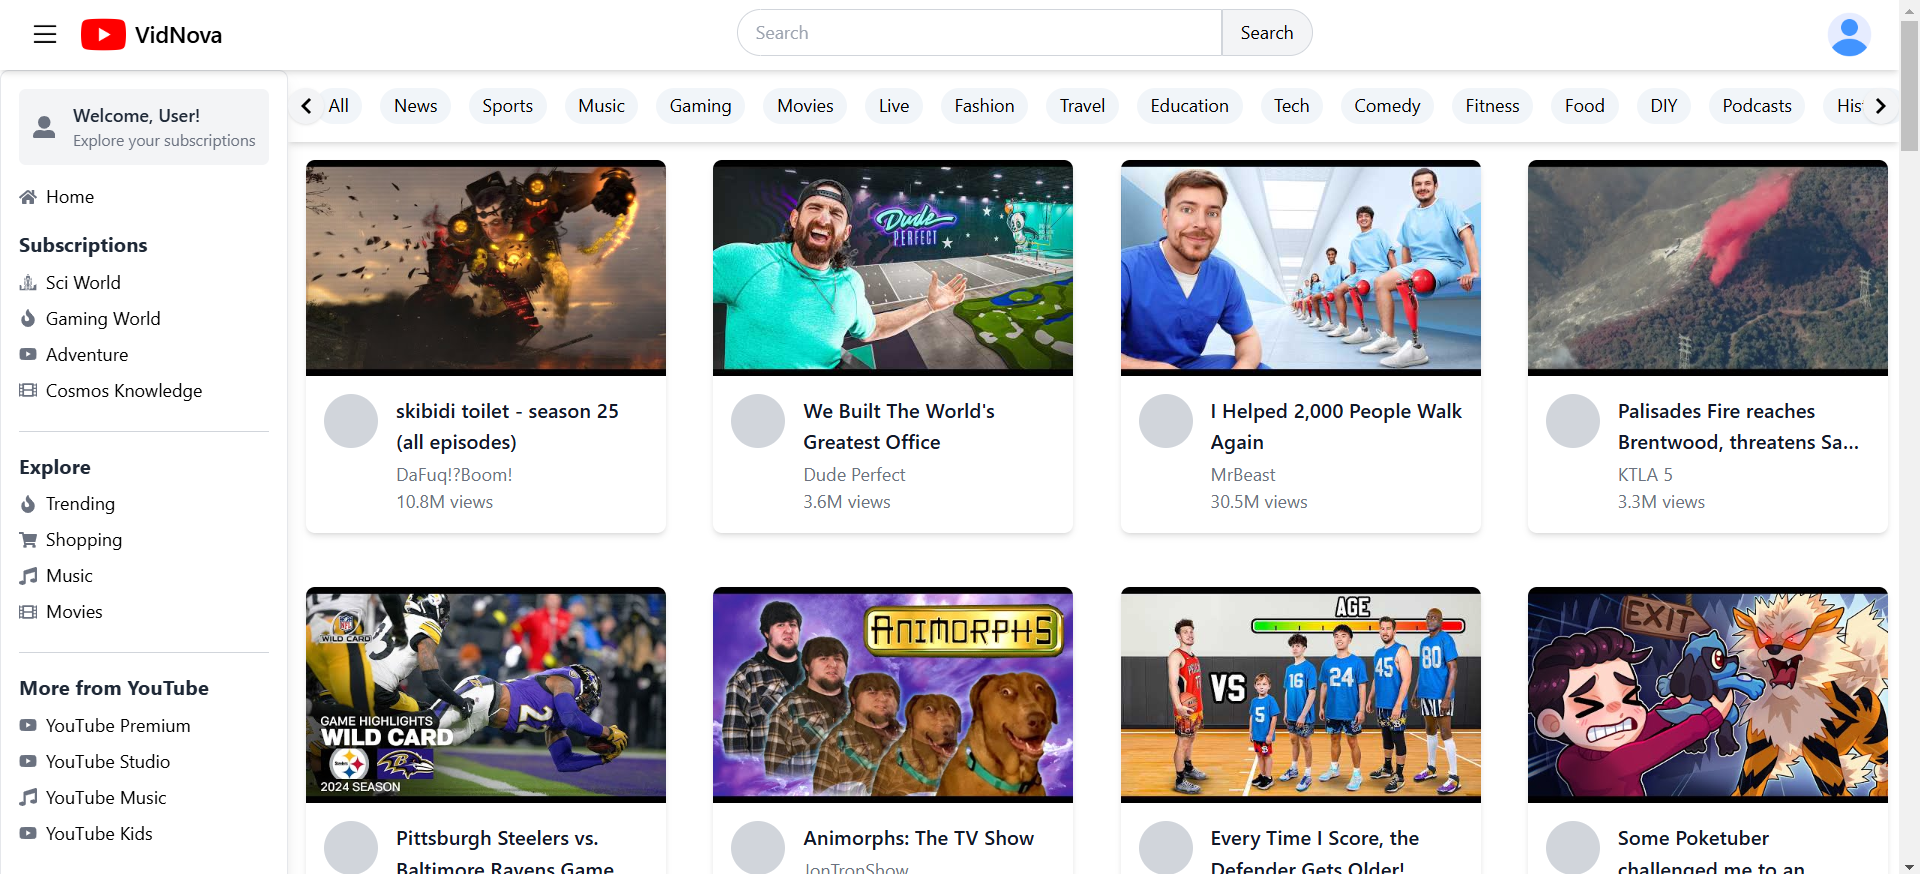 VidNova
Search
Search
Welcome, User!
Explore your subscriptions
Home
Subscriptions
Sci World
Gaming World
Adventure
Cosmos Knowledge
Explore
Trending
Shopping
Music
Movies
More from YouTube
YouTube Premium
YouTube Studio
YouTube Music
YouTube Kids
All News Sports Music Gaming Movies Live Fashion Travel Education Tech Comedy Fitness Food DIY Podcasts His
Dude
PERFECT
skibidi toilet - season 25
(all episodes)
DaFuq!?Boom!
10.8M views
We Built The World's
Greatest Office
Dude Perfect
3.6M views
I Helped 2,000 People Walk
Again
MrBeast
30.5M views
Palisades Fire reaches
Brentwood, threatens Sa...
KTLA 5
3.3M views
NFL
WILD CARD
2
GAME HIGHLIGHTS
WILD CARD
Steelers
2024 SEASON
ANIMORPHS
AGE
VS
5
16
24
45
80
EXIT
Pittsburgh Steelers vs.
Baltimore Ravens Game
Animorphs: The TV Show
JonTronShow
Every Time I Score, the
Defender Gets Older!
Some Poketuber
challenged me to an